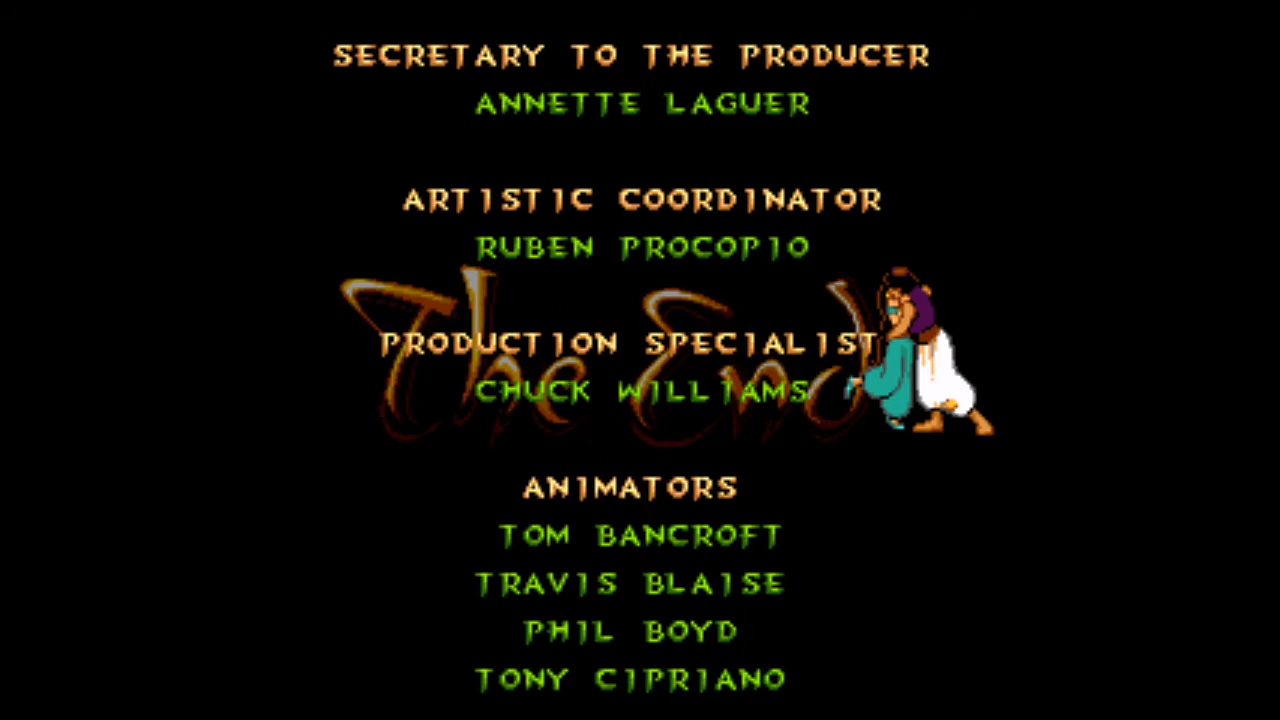 SECRETARY TO THE PRODUCER
ANNETTE LAGUER
ARTISTIC COORDINATOR
RUBEN PROCOPIO
The End
PRODUCTION SPECIALIST
CHUCK WILLIAMS
ANIMATORS
TOM BANCROFT
TRAVIS BLAISE
PHIL BOYD
TONY CIPRIANO